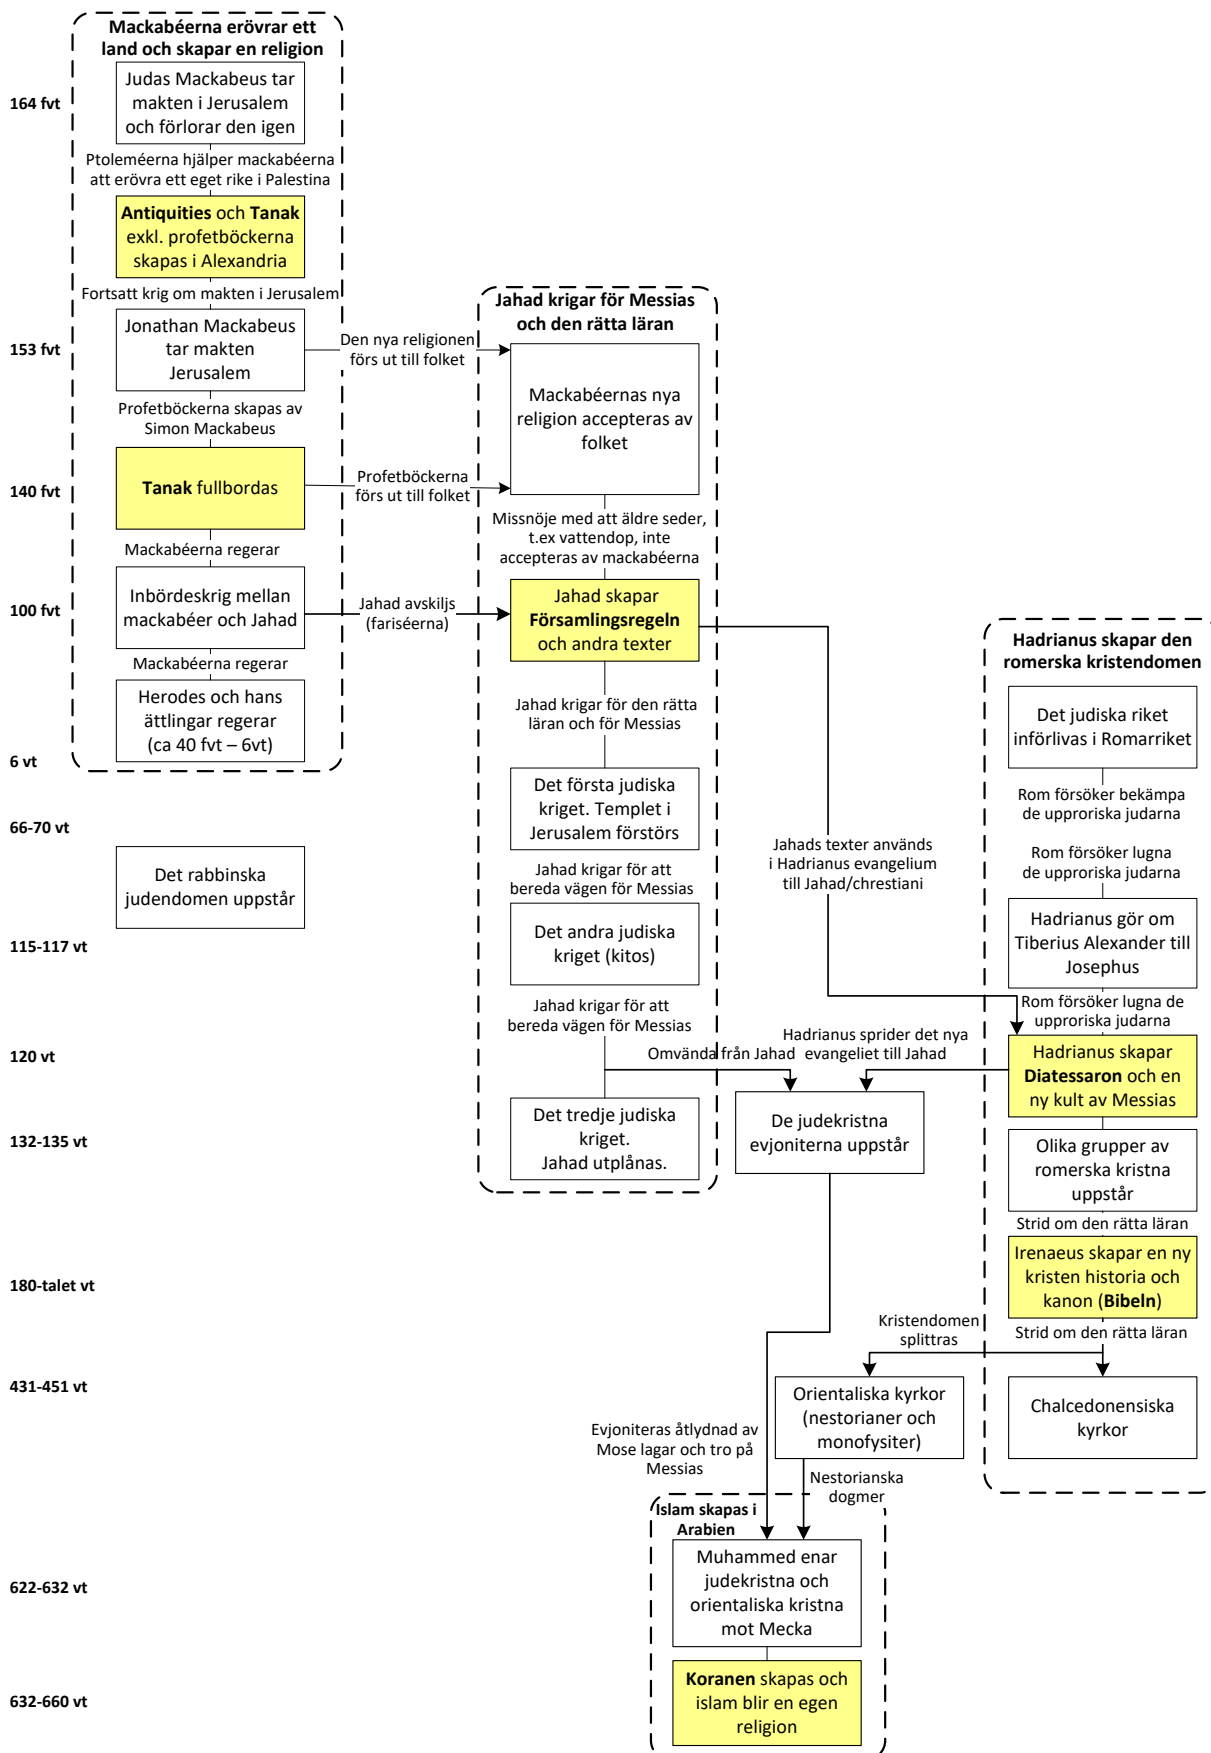 Mackabéerna erövrar ett
land och skapar en religion
164 fvt
Judas Mackabeus tar
makten i Jerusalem
och förlorar den igen
Ptoleméerna hjälper mackabéerna
att erövra ett eget rike i Palestina
Antiquities och Tanak
exkl. profetböckerna
skapas i Alexandria
Fortsatt krig om makten i Jerusalem
153 fvt
Jonathan Mackabeus
tar makten
Jerusalem
Den nya religionen
förs ut till folket
Profetböckerna skapas av
Simon Mackabeus
140 fvt
Tanak fullbordas
Profetböckerna
förs ut till folket
Mackabéerna regerar
100 fvt
Inbördeskrig mellan
mackabéer och Jahad
Jahad avskiljs
(fariséerna)
Mackabéerna regerar
Herodes och hans
ättlingar regerar
(ca 40 fvt – 6vt)
6 vt
66-70 vt
Det rabbinska
judendomen uppstår
115-117 vt
120 vt
132-135 vt
180-talet vt
431-451 vt
622-632 vt
632-660 vt
Jahad krigar för Messias
och den rätta läran
Mackabéernas nya
religion accepteras av
folket
Missnöje med att äldre seder,
t.ex vattendop, inte
accepteras av mackabéerna
Jahad skapar
Församlingsregeln
och andra texter
Jahad krigar för den rätta
läran och för Messias
Det första judiska
kriget. Templet i
Jerusalem förstörs
Jahad krigar för att
bereda vägen för Messias
Det andra judiska
kriget (kitos)
Jahad krigar för att
bereda vägen för Messias
Omvända från Jahad
Det tredje judiska
kriget.
Jahad utplånas.
Jahads texter används
i Hadrianus evangelium
till Jahad/chrestiani
Hadrianus sprider det nya
evangeliet till Jahad
De judekristna
evjoniterna uppstår
Hadrianus skapar den
romerska kristendomen
Det judiska riket
införlivas i Romarriket
Rom försöker bekämpa
de upproriska judarna
Rom försöker lugna
de upproriska judarna
Hadrianus gör om
Tiberius Alexander till
Josephus
Rom försöker lugna de
upproriska judarna
Hadrianus skapar
Diatessaron och en
ny kult av Messias
Olika grupper av
romerska kristna
uppstår
Strid om den rätta läran
Irenaeus skapar en ny
kristen historia och
kanon (Bibeln)
Strid om den rätta läran
Kristendomen
splittras
Chalcedonensiska
kyrkor
Orientaliska kyrkor
(nestorianer och
monofysiter)
Evjoniteras åtlydnad av
Mose lagar och tro på
Messias
Nestorianska
dogmer
Islam skapas i
Arabien
Muhammed enar
judekristna och
orientaliska kristna
mot Mecka
Koranen skapas och
islam blir en egen
religion